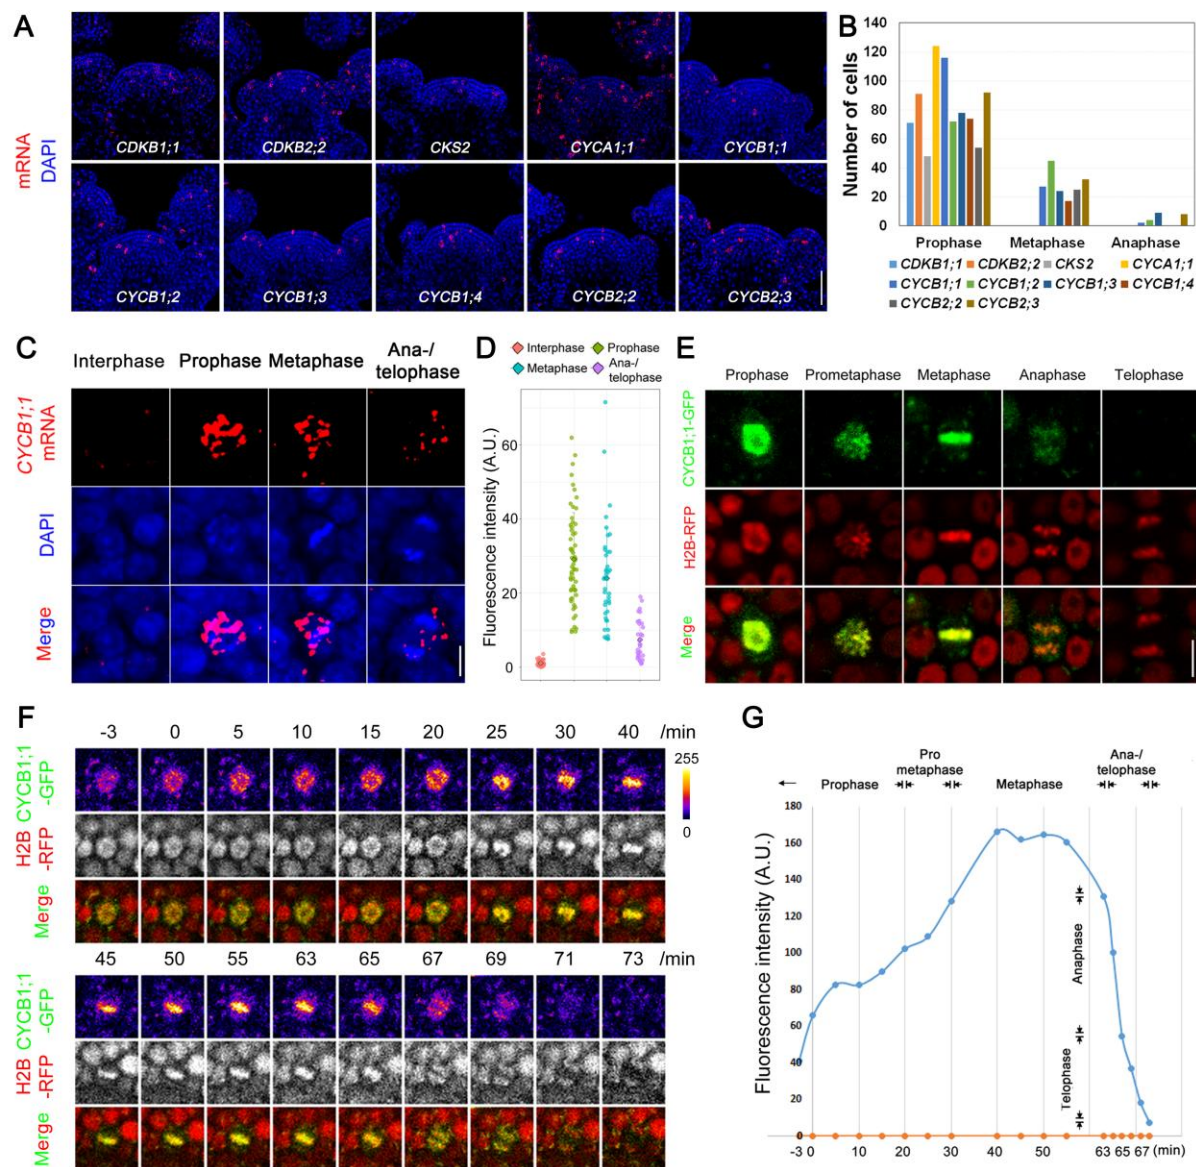 A
mRNA
DAPI
CDKB1;1
CDKB2;2
CKS2
CYCA1;1
CYCB1;1
CYCB1;2
CYCB1;3
CYCB1;4
CYCB2;2
CYCB2;3
B
Number of cells
140
120
100
80
60
40
20
0
Prophase Metaphase Anaphase
CDKB1;1 CDKB2;2 CKS2 CYCA1;1
CYCB1;1 CYCB1;2 CYCB1;3 CYCB1;4
CYCB2;2 CYCB2;3
C
Interphase Prophase Metaphase Ana-/
telophase
CYCB1;1
mRNA
DAPI
Merge
D
Interphase Prophase
Metaphase Ana-/
telophase
Fluorescence intensity (A.U.)
60
40
20
0
E
Prophase Prometaphase Metaphase Anaphase Telophase
CYCB1;1-GFP
H2B-RFP
Merge
F
-3 0 5 10 15 20 25 30 40 /min
CYCB1;1
-GFP
255
0
H2B
-RFP
Merge
45 50 55 63 65 67 69 71 73 /min
CYCB1;1
-GFP
H2B
-RFP
Merge
G
Prophase
Pro
metaphase
Metaphase
Ana-/
telophase
Fluorescence intensity (A.U.)
180
160
140
120
100
80
60
40
20
0
Anaphase
Telophase
-3 0 10 20 30 40 50 63 65 67 (min)